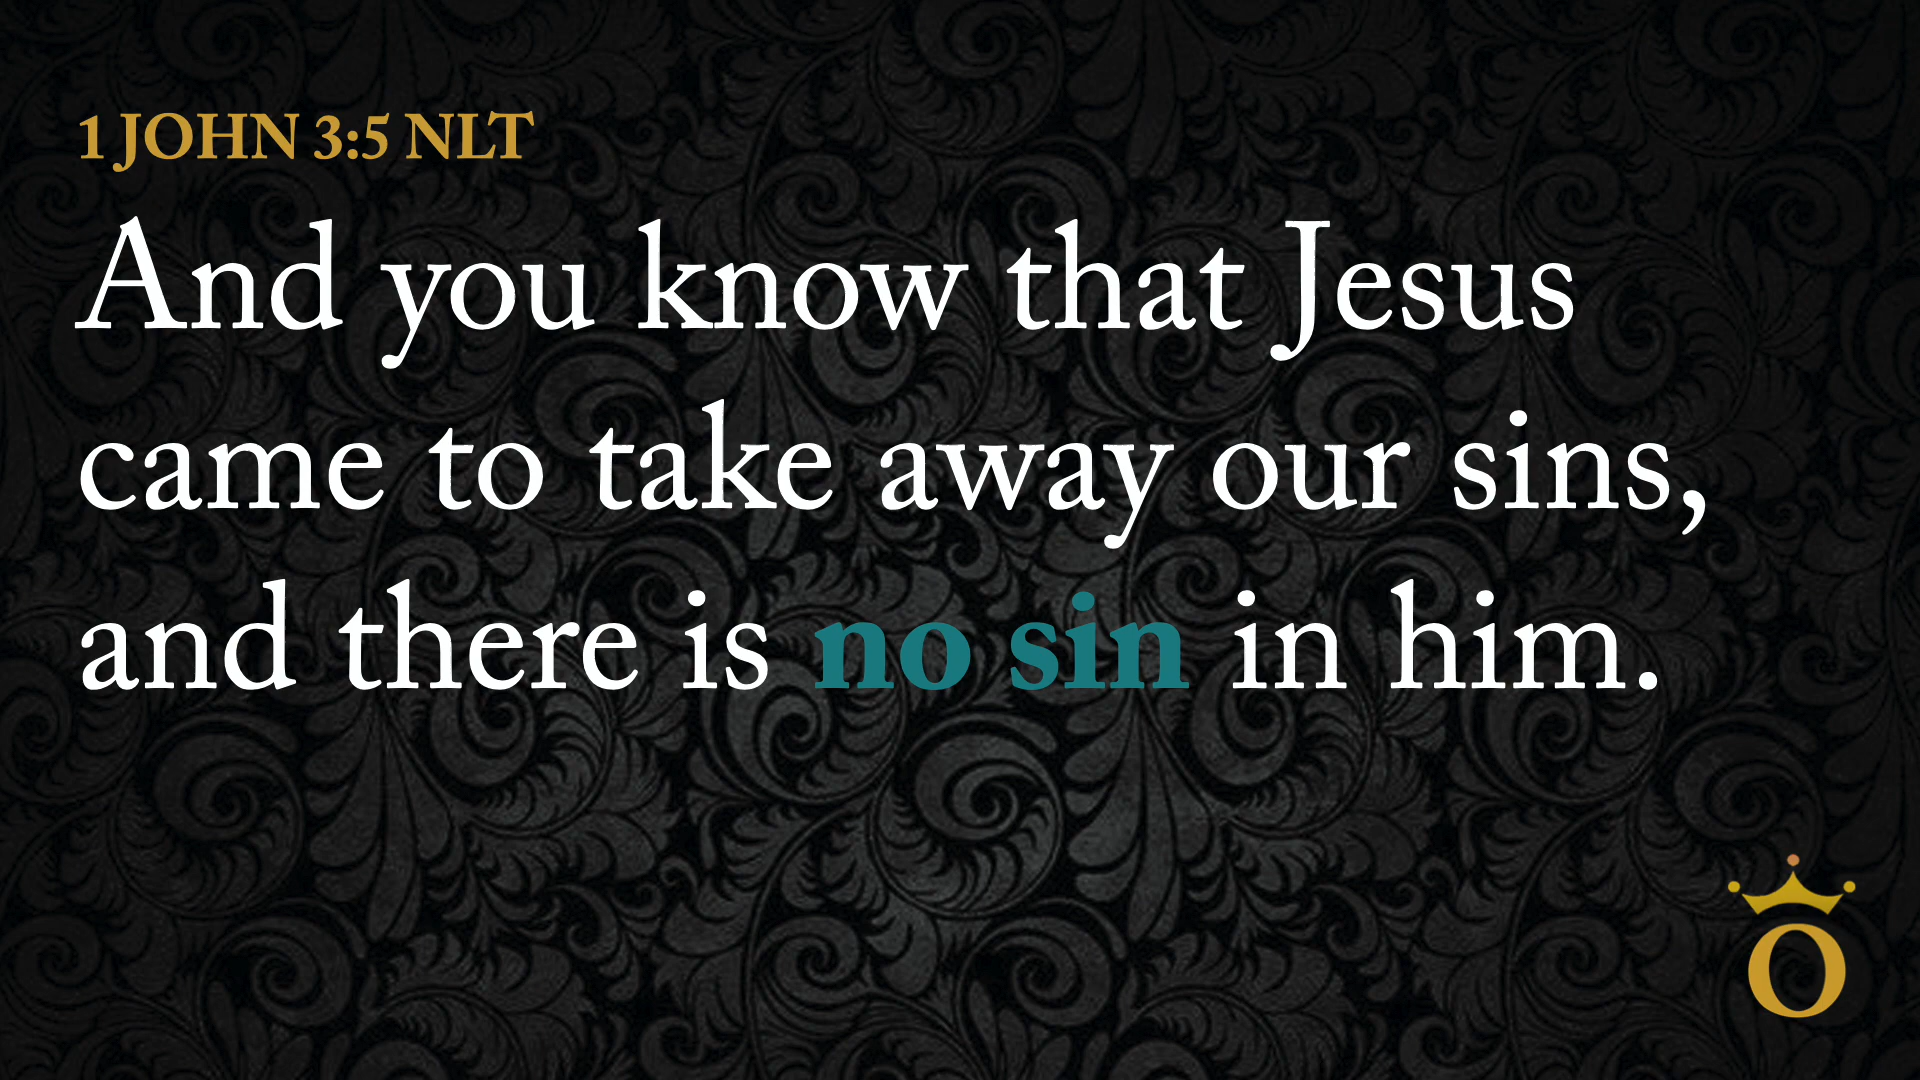 1 JOHN 3:5 NLT
And you know that Jesus
came to take away our sins,
and there is no sin in him.
O